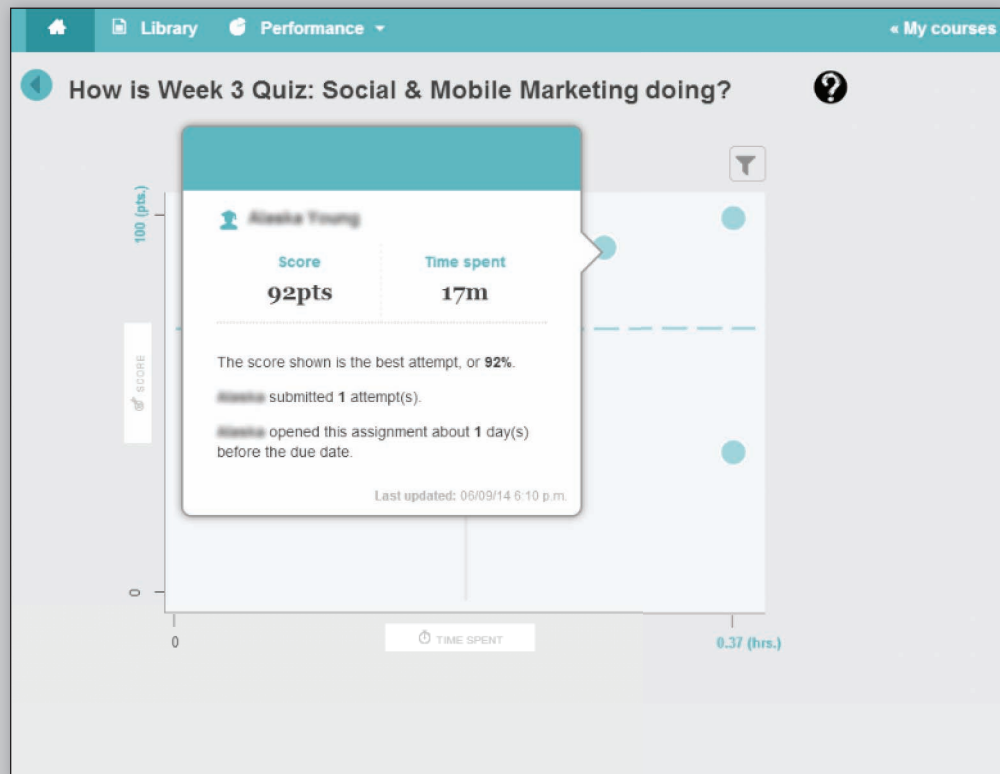 Library
Performance
« My courses
How is Week 3 Quiz: Social & Mobile Marketing doing?
?
100 (pts.)
Score
Time spent
92pts
17m
The score shown is the best attempt, or 92%.
submitted 1 attempt(s).
opened this assignment about 1 day(s)
before the due date.
Last updated: 06/09/14 6:10 p.m.
SCORE
0
0
TIME SPENT
0.37 (hrs.)